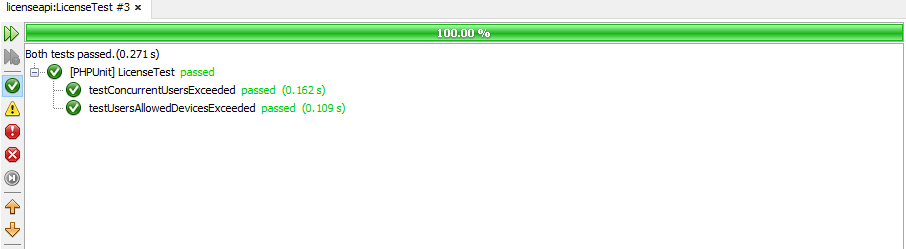 licenseapi:LicenseTest #3 ×
100.00 %
Both tests passed.(0.271 s)
[PHPUnit] LicenseTest passed
testConcurrentUsersExceeded passed (0.162 s)
testUsersAllowedDevicesExceeded passed (0.109 s)